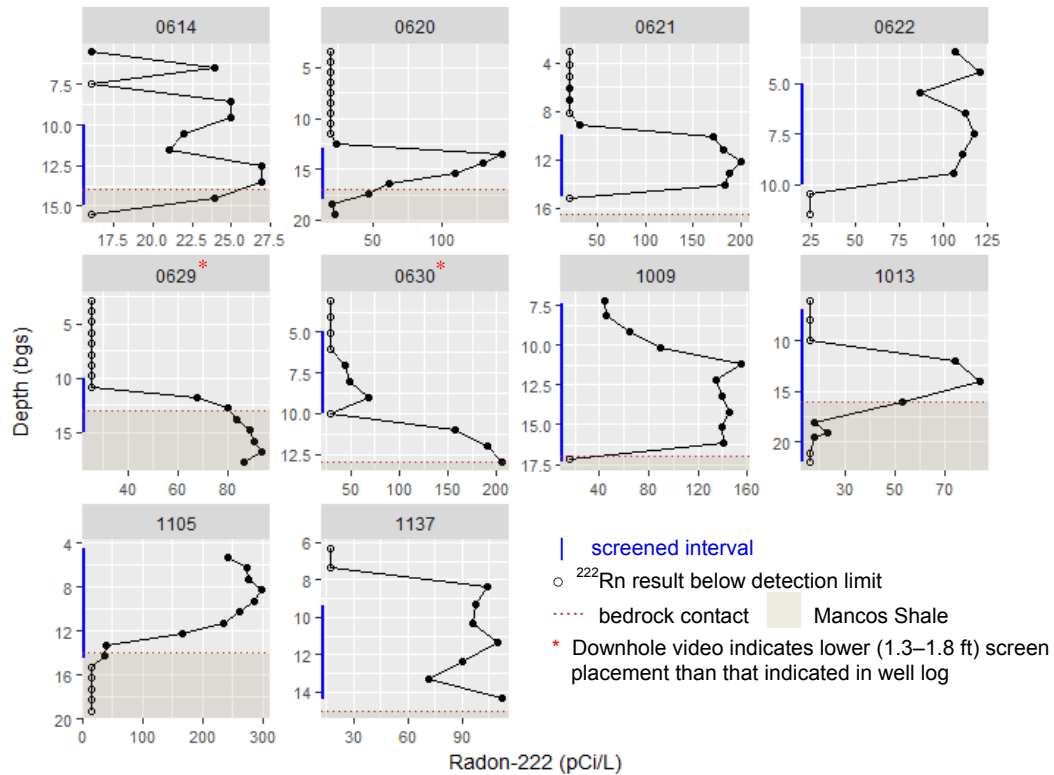 0614 0620 0621 0622
7.5 10.0 12.5 15.0
17.5 20.0 22.5 25.0 27.5
5 10 15 20
50 100
4 8 12 16
50 100 150 200
5.0 7.5 10.0
25 50 75 100 125
0629* 0630* 1009 1013
5 10 15
40 60 80
5.0 7.5 10.0 12.5
50 100 150 200
7.5 10.0 12.5 15.0 17.5
40 80 120 160
10 15 20
30 50 70
1105 1137
4 8 12 16 20
0 100 200 300
6 8 10 12 14
30 60 90
Depth (bgs)
Radon-222 (pCi/L)
| screened interval
○ ²²²Rn result below detection limit
bedrock contact Mancos Shale
* Downhole video indicates lower (1.3–1.8 ft) screen
placement than that indicated in well log